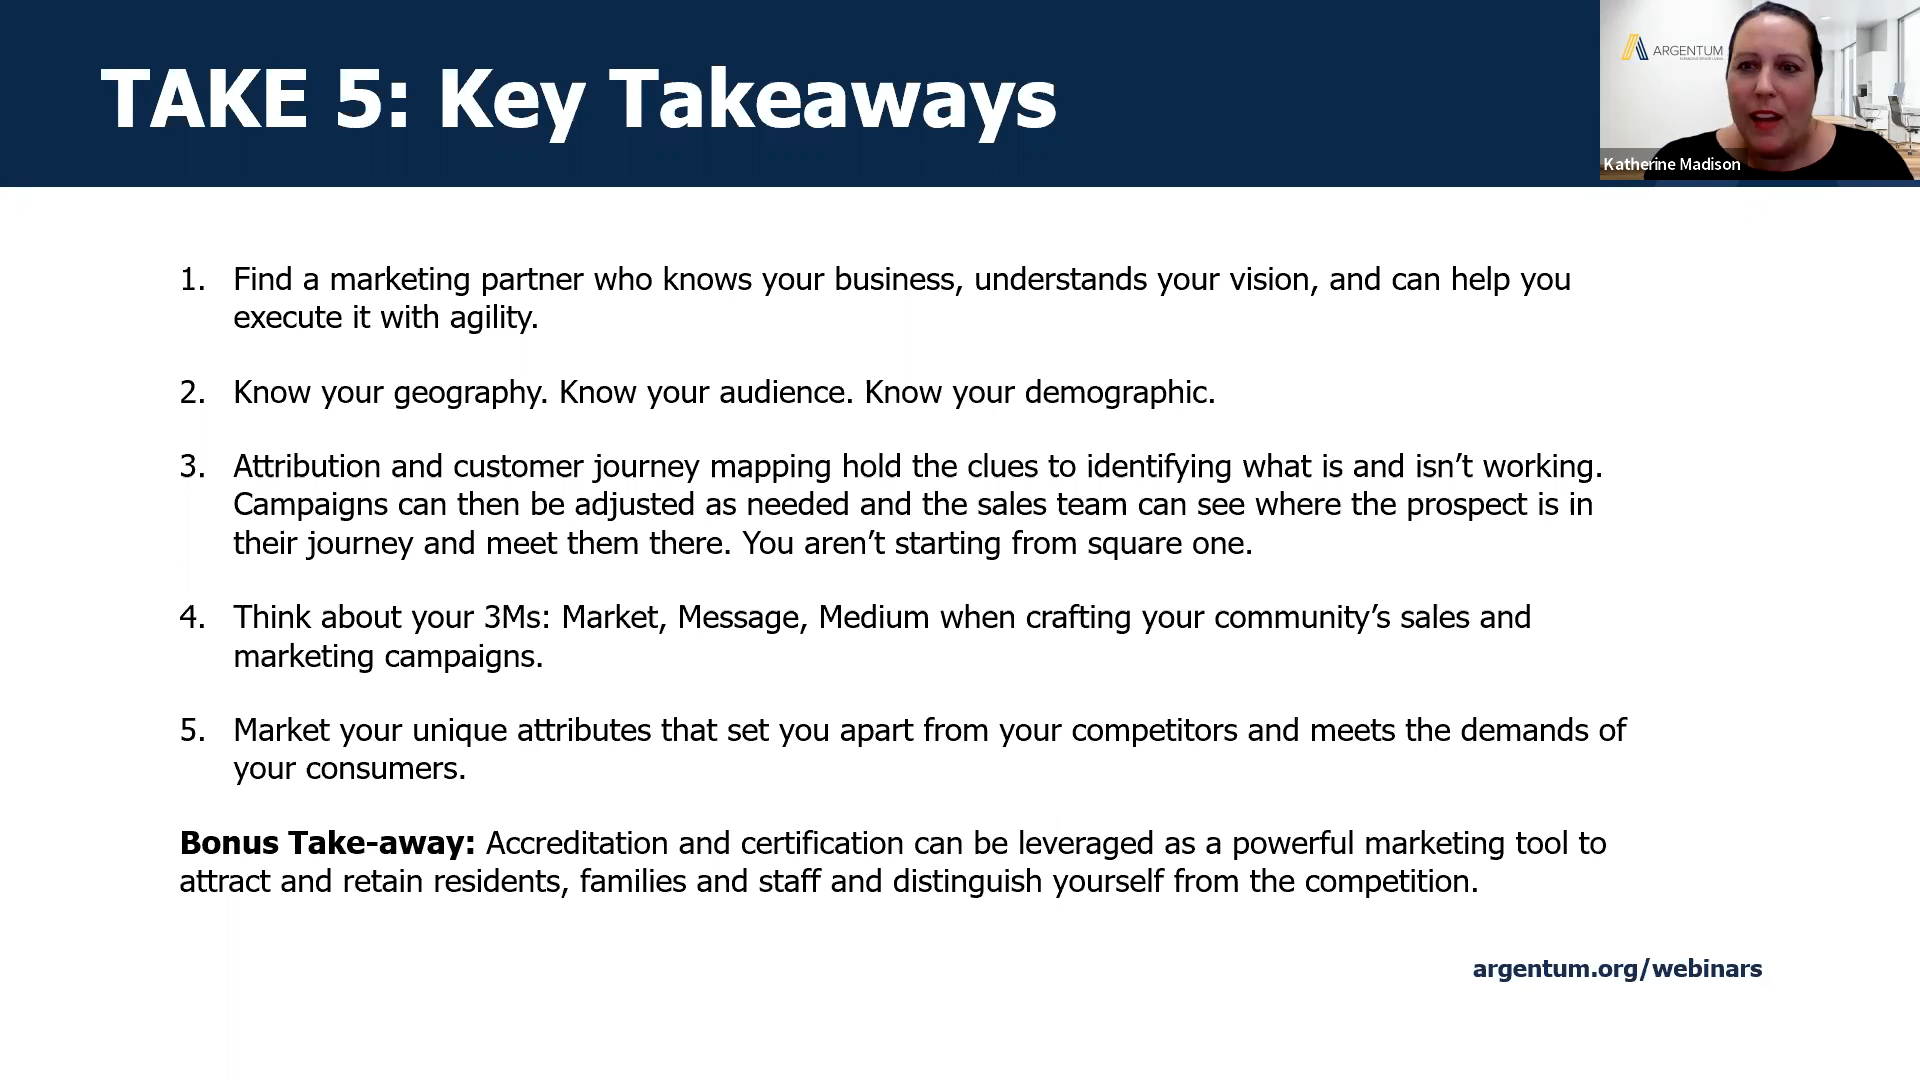 TAKE 5: Key Takeaways
ARGENTUM
Katherine Madison
1. Find a marketing partner who knows your business, understands your vision, and can help you
execute it with agility.
2. Know your geography. Know your audience. Know your demographic.
3. Attribution and customer journey mapping hold the clues to identifying what is and isn’t working.
Campaigns can then be adjusted as needed and the sales team can see where the prospect is in
their journey and meet them there. You aren’t starting from square one.
4. Think about your 3Ms: Market, Message, Medium when crafting your community’s sales and
marketing campaigns.
5. Market your unique attributes that set you apart from your competitors and meets the demands of
your consumers.
Bonus Take-away: Accreditation and certification can be leveraged as a powerful marketing tool to
attract and retain residents, families and staff and distinguish yourself from the competition.
argentum.org/webinars